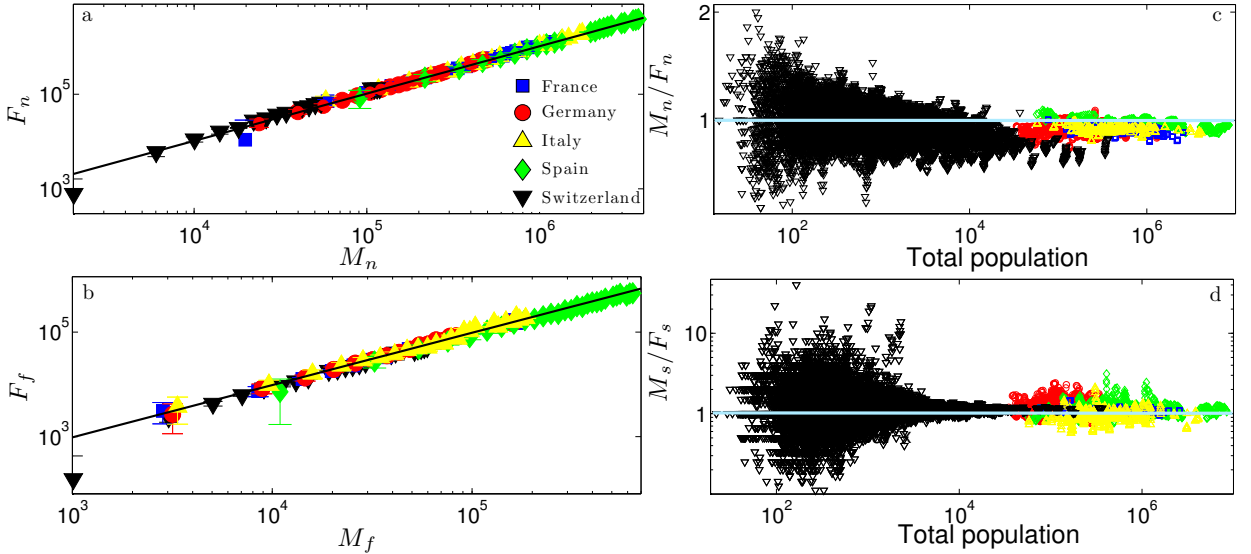 a
F_n
10^5
10^3
France
Germany
Italy
Spain
Switzerland
10^4
10^5
10^6
M_n
b
F_f
10^5
10^3
10^3
10^4
10^5
M_f
c
M_n/F_n
2
1
10^2
10^4
10^6
Total population
d
M_s/F_s
10
1
10^2
10^4
10^6
Total population